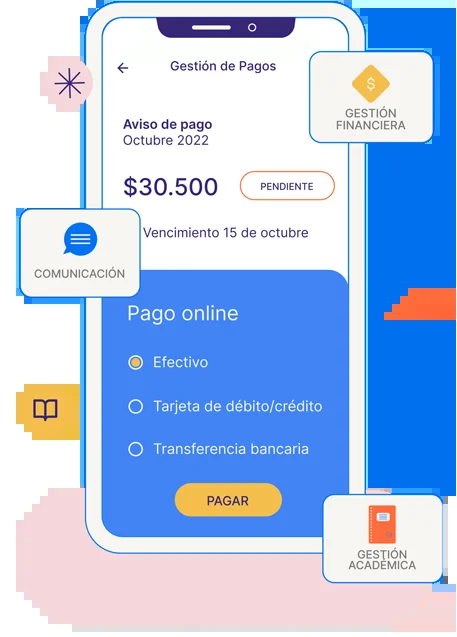 Gestión de Pagos
GESTIÓN
FINANCIERA
Aviso de pago
Octubre 2022
$30.500
PENDIENTE
Vencimiento 15 de octubre
COMUNICACIÓN
Pago online
Efectivo
Tarjeta de débito/crédito
Transferencia bancaria
PAGAR
GESTIÓN
ACADÉMICA